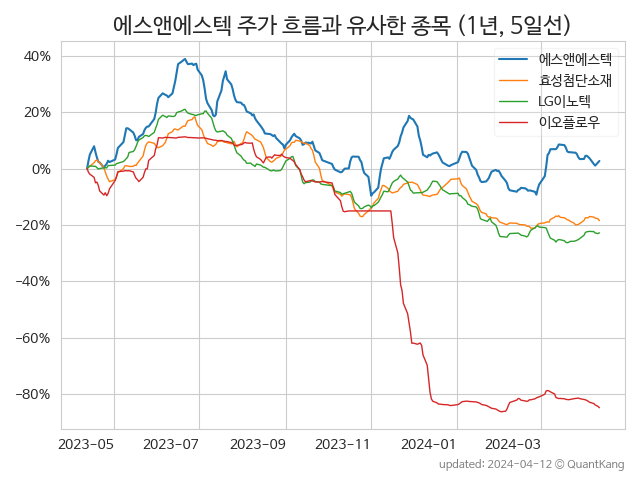 에스앤에스텍 주가 흐름과 유사한 종목 (1년, 5일선)
에스앤에스텍
효성첨단소재
LG이노텍
이오플로우
40%
20%
0%
−20%
−40%
−60%
−80%
2023-05 2023-07 2023-09 2023-11 2024-01 2024-03
updated: 2024-04-12 © QuantKang